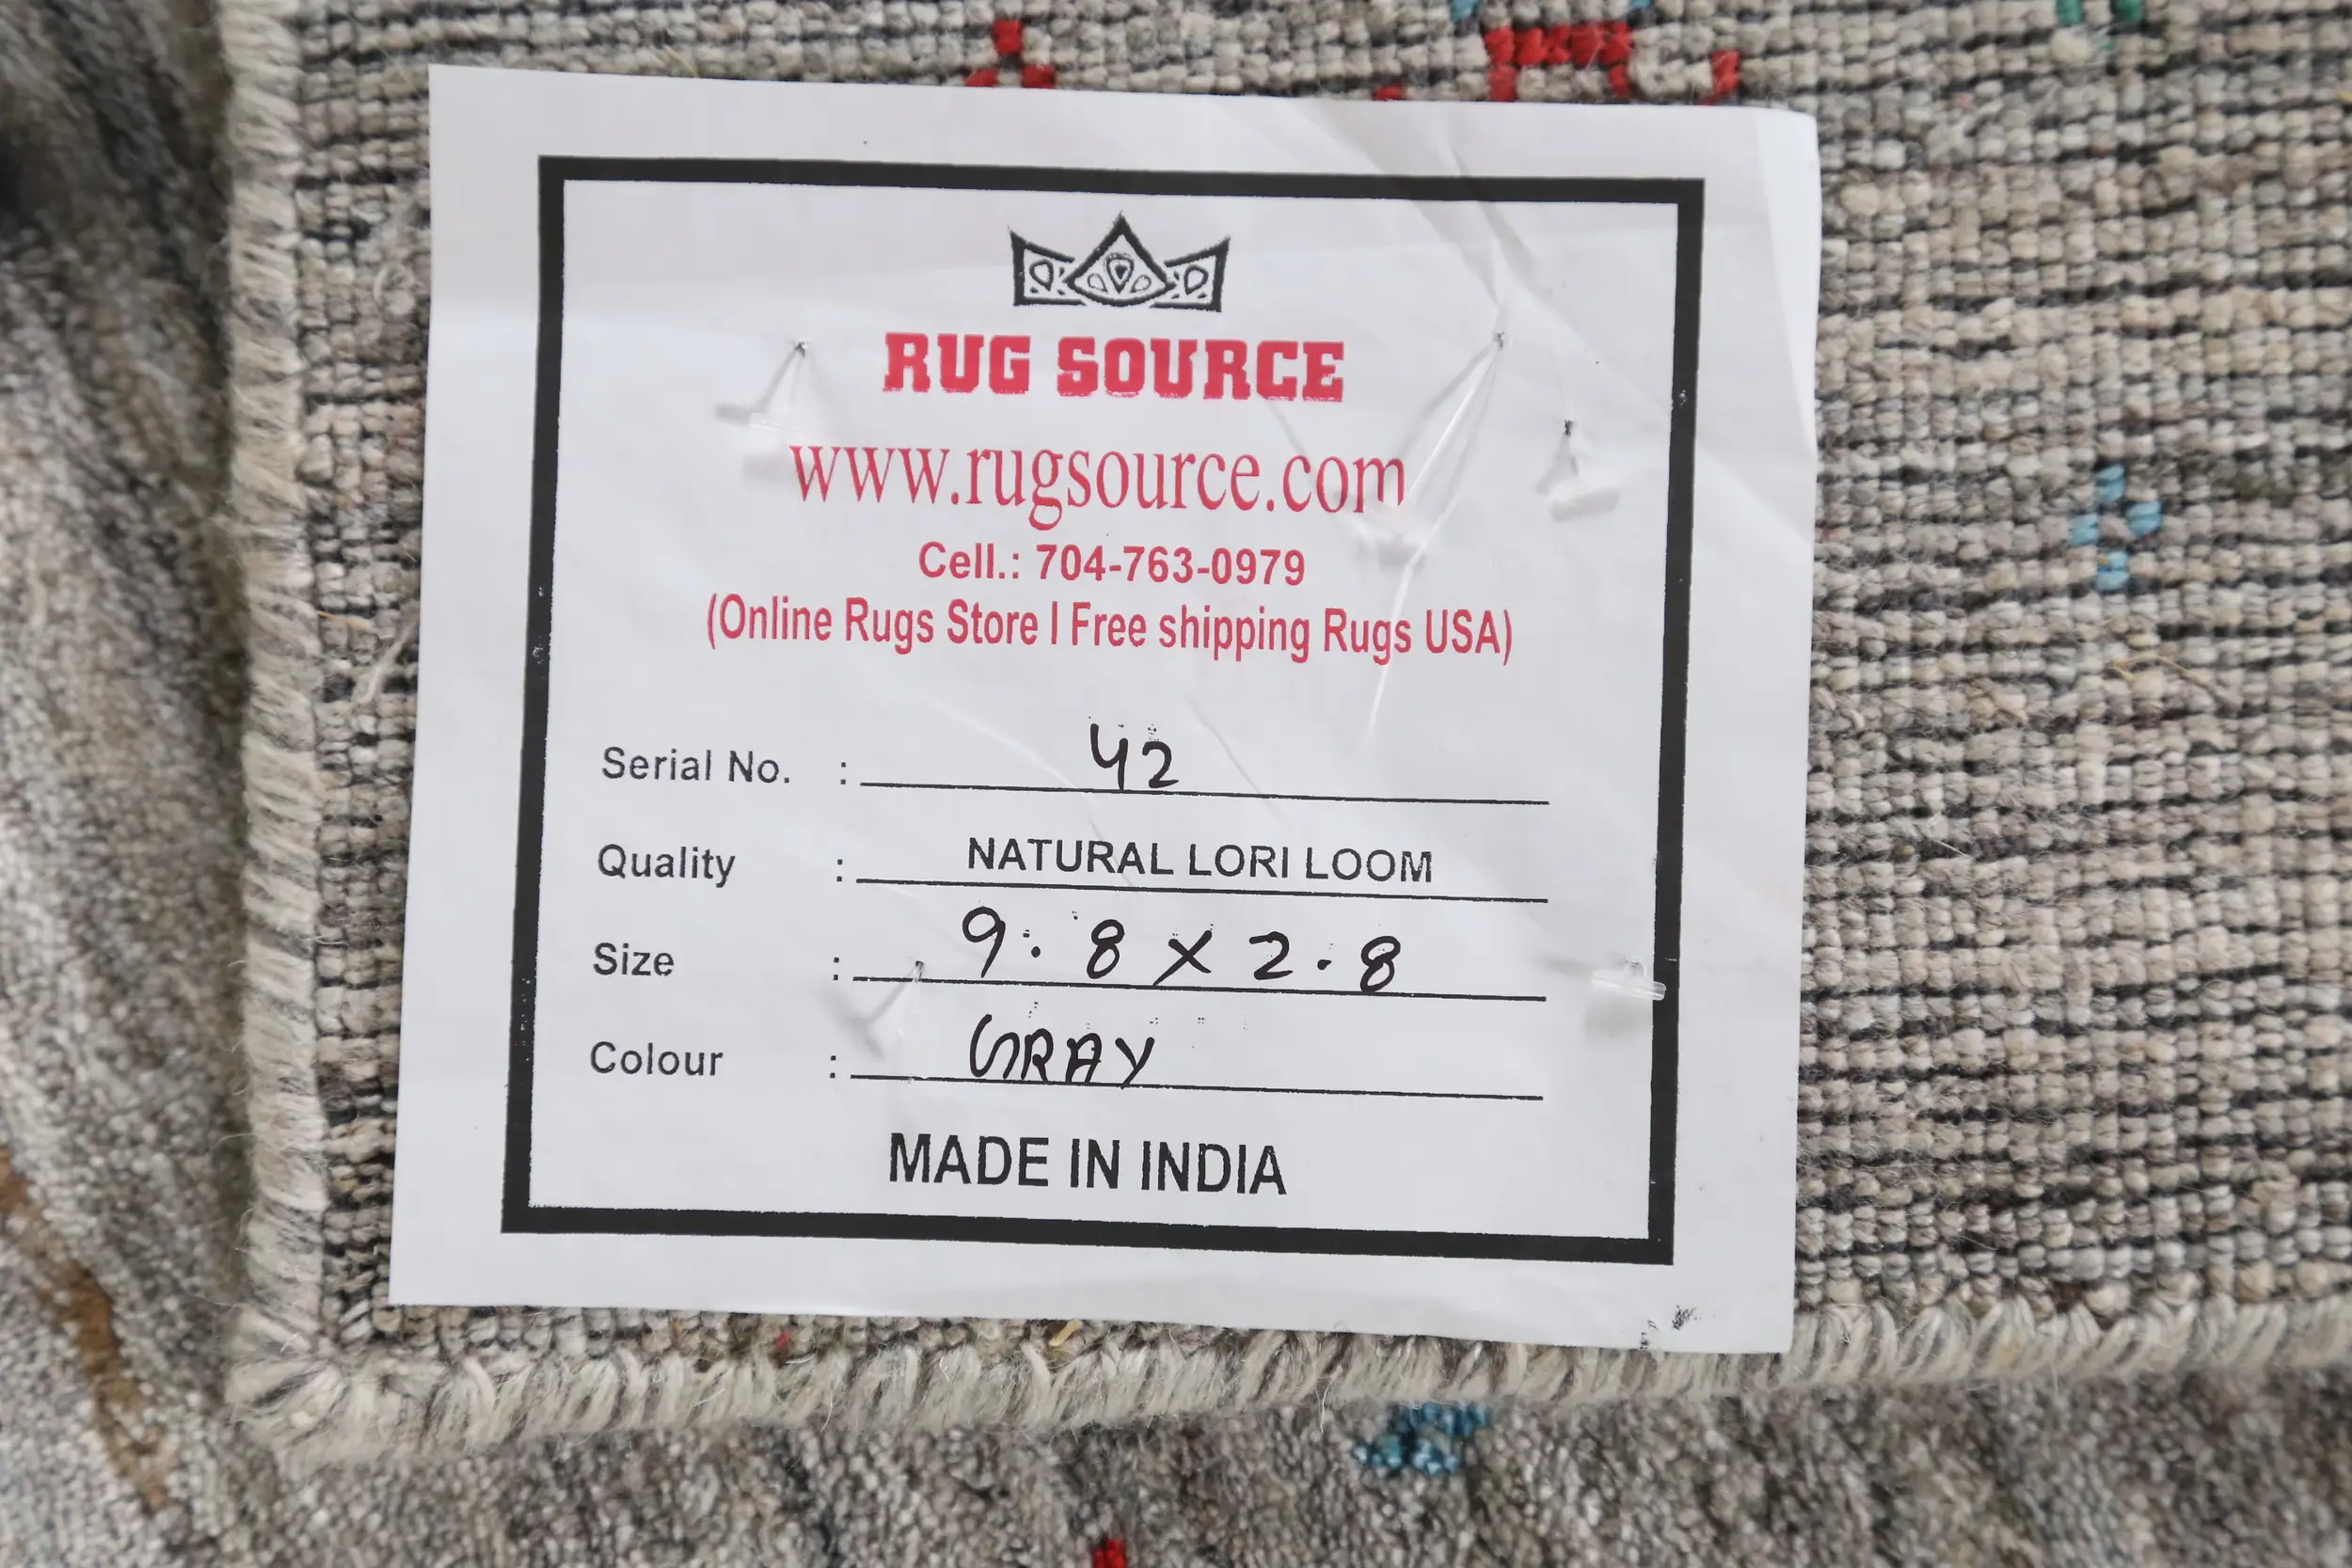 RUG SOURCE
www.rugsource.com
Cell.: 704-763-0979
(Online Rugs Store I Free shipping Rugs USA)
Serial No. : 42
Quality : NATURAL LORI LOOM
Size : 9.8 X 2.8
Colour : GRAY
MADE IN INDIA